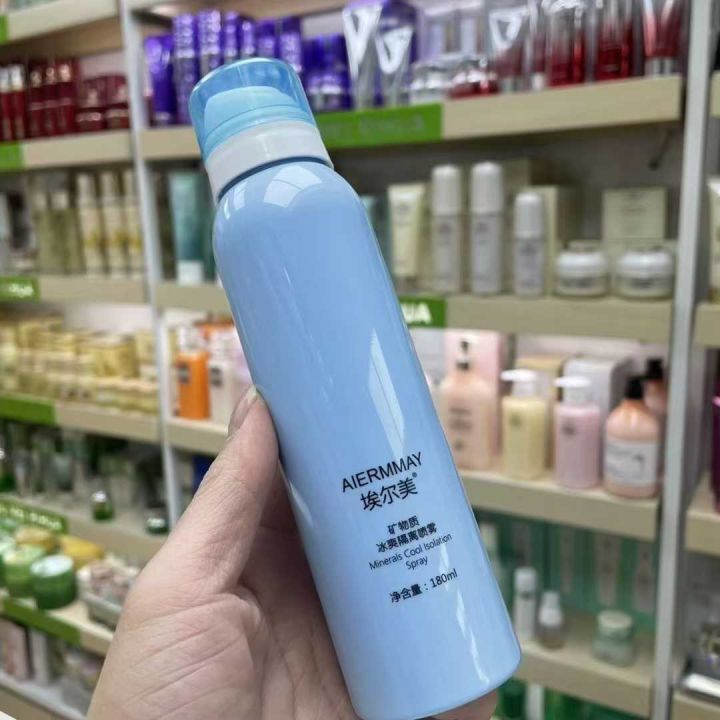 AIERMMAY
埃尔美®
矿物质
冰爽隔离喷雾
Minerals Cool Isolation
Spray
净含量：180ml